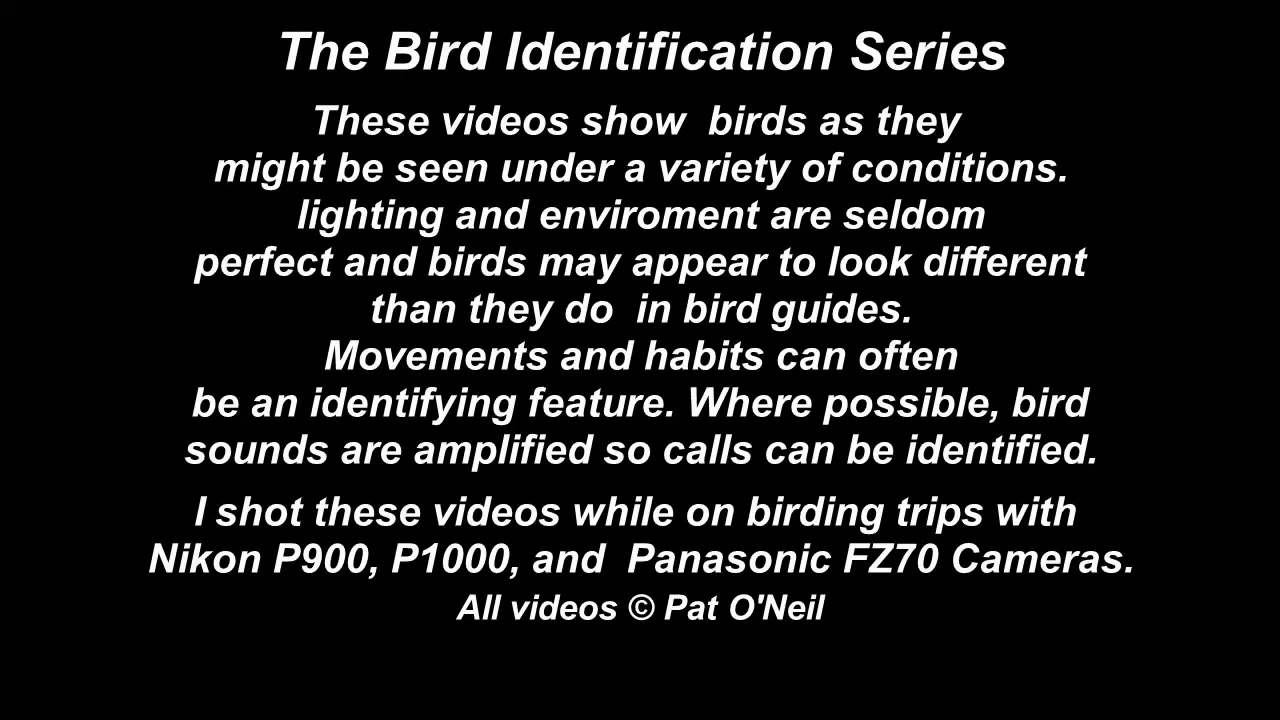 The Bird Identification Series
These videos show  birds as they
might be seen under a variety of conditions.
lighting and enviroment are seldom
perfect and birds may appear to look different
than they do  in bird guides.
Movements and habits can often
be an identifying feature. Where possible, bird
sounds are amplified so calls can be identified.
I shot these videos while on birding trips with
Nikon P900, P1000, and  Panasonic FZ70 Cameras.
All videos © Pat O'Neil